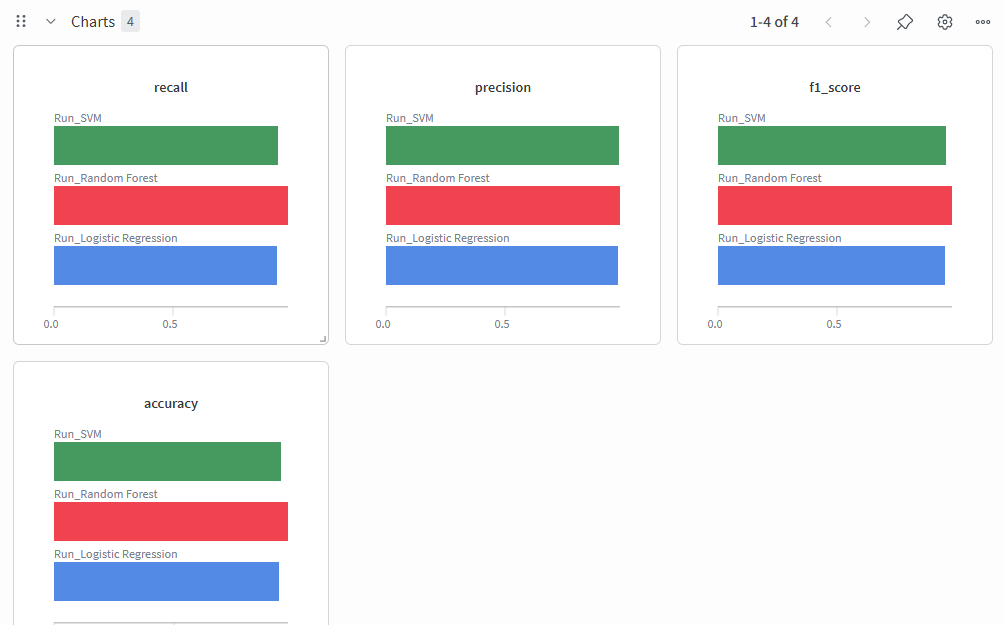 Charts 4
1-4 of 4
recall
Run_SVM
Run_Random Forest
Run_Logistic Regression
0.0 0.5
precision
Run_SVM
Run_Random Forest
Run_Logistic Regression
0.0 0.5
f1_score
Run_SVM
Run_Random Forest
Run_Logistic Regression
0.0 0.5
accuracy
Run_SVM
Run_Random Forest
Run_Logistic Regression